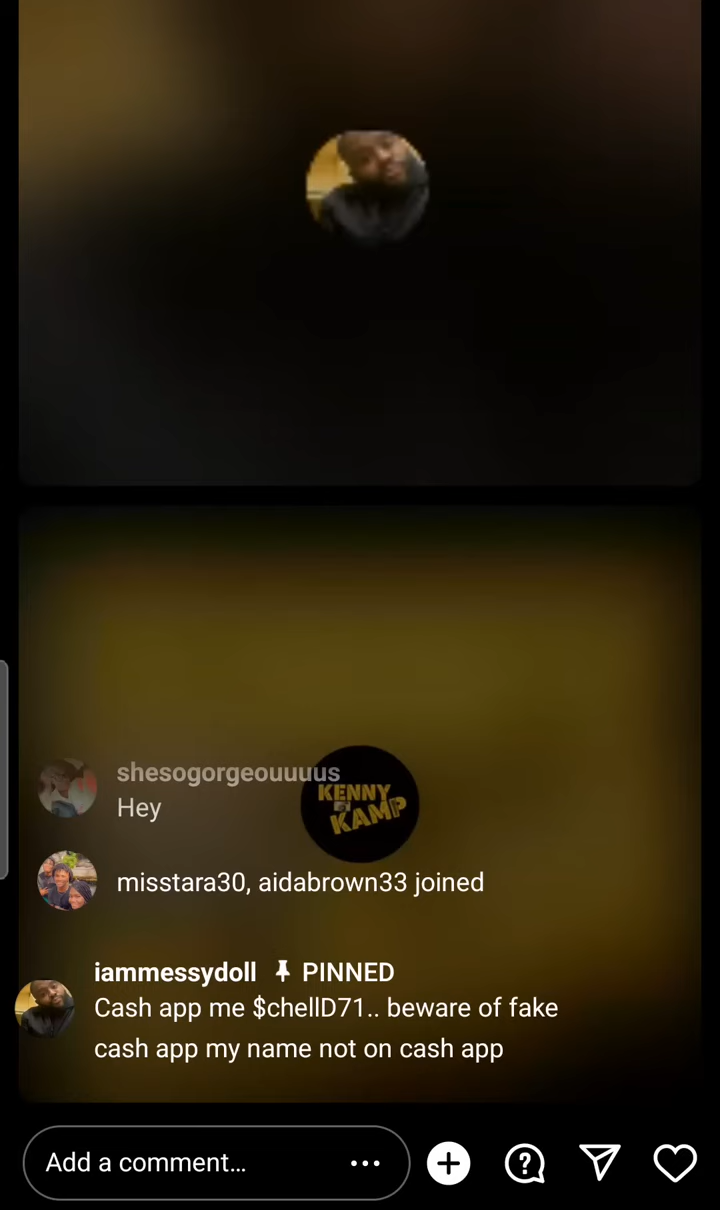 KENNY
KAMP
shesogorgeouuuus
Hey
misstara30, aidabrown33 joined
iammessydoll PINNED
Cash app me $chellD71.. beware of fake
cash app my name not on cash app
Add a comment...